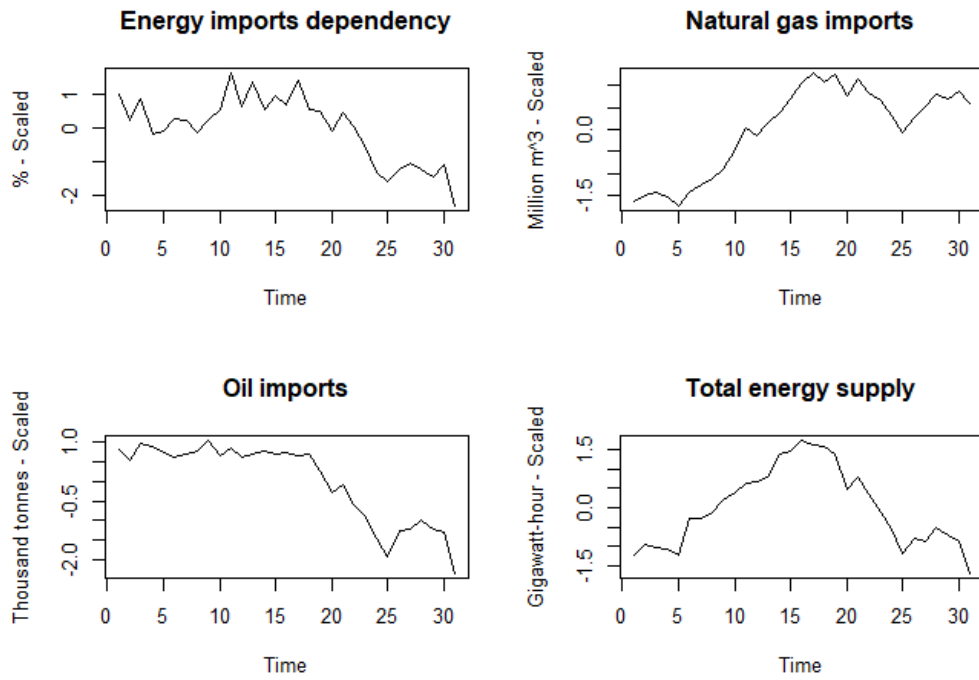 Energy imports dependency
% - Scaled
1
0
-2
0 5 10 15 20 25 30
Time
Natural gas imports
Million m^3 - Scaled
0.0
-1.5
0 5 10 15 20 25 30
Time
Oil imports
Thousand tonnes - Scaled
1.0
-0.5
-2.0
0 5 10 15 20 25 30
Time
Total energy supply
Gigawatt-hour - Scaled
1.5
0.0
-1.5
0 5 10 15 20 25 30
Time